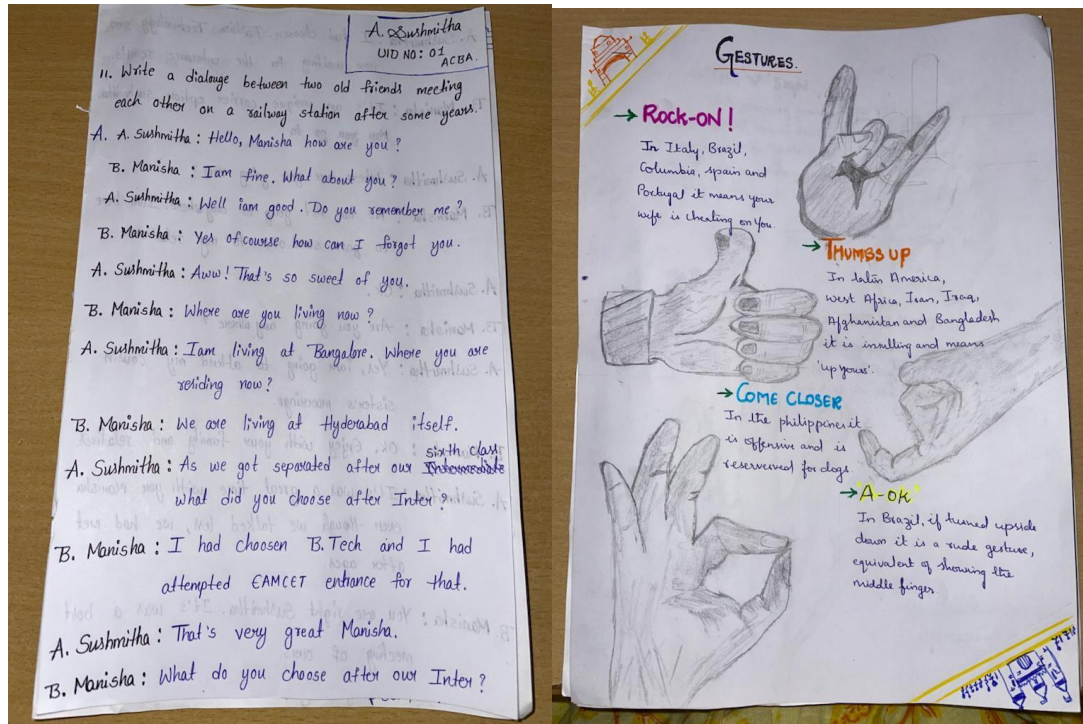 A. Sushmitha
UID NO: 01
ACBA.
11. Write a dialouge between two old friends meeting
each other on a railway station after some years.
A. A. Sushmitha : Hello, Manisha how are you ?
B. Manisha : Iam fine. What about you ?
A. Sushmitha : Well iam good. Do you remember me ?
B. Manisha : Yes ofcourse how can I forgot you.
A. Sushmitha : Aww ! That's so sweet of you.
B. Manisha : Where are you living now ?
A. Sushmitha : Iam living at Bangalore. Where you are
residing now ?
B. Manisha : We are living at Hyderabad itself.
sixth class
A. Sushmitha : As we got separated after our Intermediate
what did you choose after Inter ?
B. Manisha : I had choosen B.Tech and I had
attempted EAMCET entrance for that.
A. Sushmitha : That's very great Manisha.
B. Manisha : What do you choose after our Inter ?
GESTURES.
→ ROCK-ON !
In Italy, Brazil,
Columbia, spain and
Portugal it means your
wife is cheating on You.
→ THUMBS UP
In latin America,
west Africa, Iran, Iraq,
Afghanistan and Bangladesh
it is insulting and means
'up yours'.
→ COME CLOSER
In the philippines it
is offensive and is
reserveved for dogs.
→ "A-OK"
In Brazil, if turned upside
down it is a rude gesture,
equivalent of showing the
middle finger.